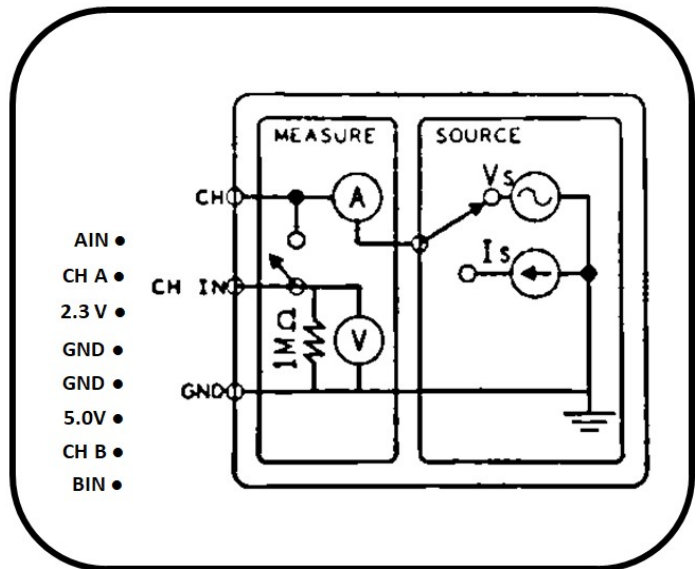 MEASURE
SOURCE
CH
A
Vs
AIN
CH A
CH IN
Is
2.3 V
1MΩ
V
GND
GND
GND
5.0V
CH B
BIN